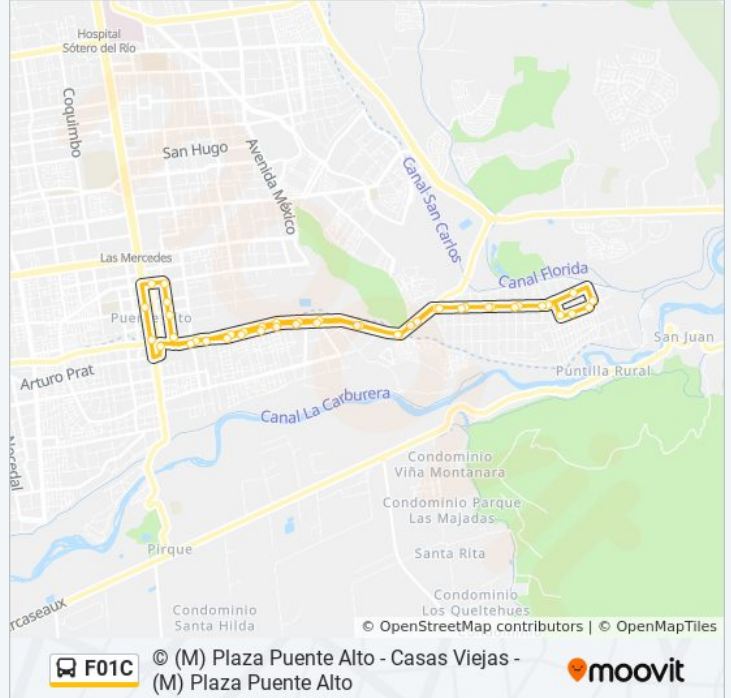 Hospital
Sótero del Río
Coquimbo
San Hugo
Avenida México
Canal San Carlos
Las Mercedes
Canal Florida
Puente Alto
San Juan
Arturo Prat
Puntilla Rural
Canal La Carburera
Nocedal
Condominio
Viña Montanara
Condominio Parque
Las Majadas
Pirque
Santa Rita
Condominio
Santa Hilda
Condominio
Los Queltehues
rcaseaux
© OpenStreetMap contributors | © OpenMapTiles
F01C
© (M) Plaza Puente Alto - Casas Viejas -
(M) Plaza Puente Alto
moovit